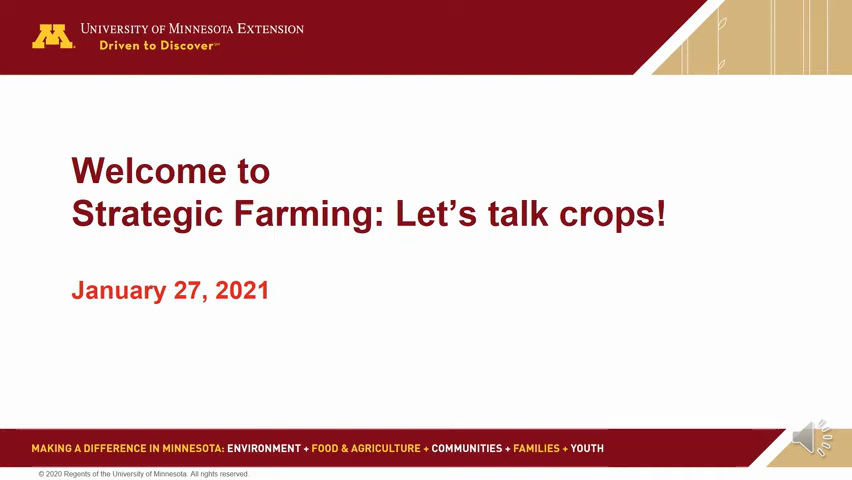 UNIVERSITY OF MINNESOTA EXTENSION
Driven to Discover℠
Welcome to
Strategic Farming: Let's talk crops!
January 27, 2021
MAKING A DIFFERENCE IN MINNESOTA: ENVIRONMENT + FOOD & AGRICULTURE + COMMUNITIES + FAMILIES + YOUTH
© 2020 Regents of the University of Minnesota. All rights reserved.